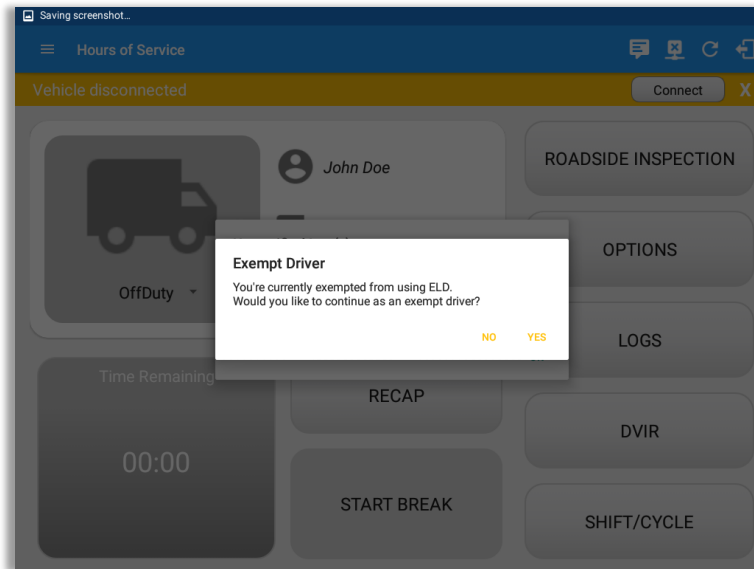 Saving screenshot...
Hours of Service
Vehicle disconnected
Connect
X
John Doe
ROADSIDE INSPECTION
OPTIONS
OffDuty
Exempt Driver
You're currently exempted from using ELD.
Would you like to continue as an exempt driver?
NO
YES
LOGS
Time Remaining
00:00
RECAP
DVIR
START BREAK
SHIFT/CYCLE